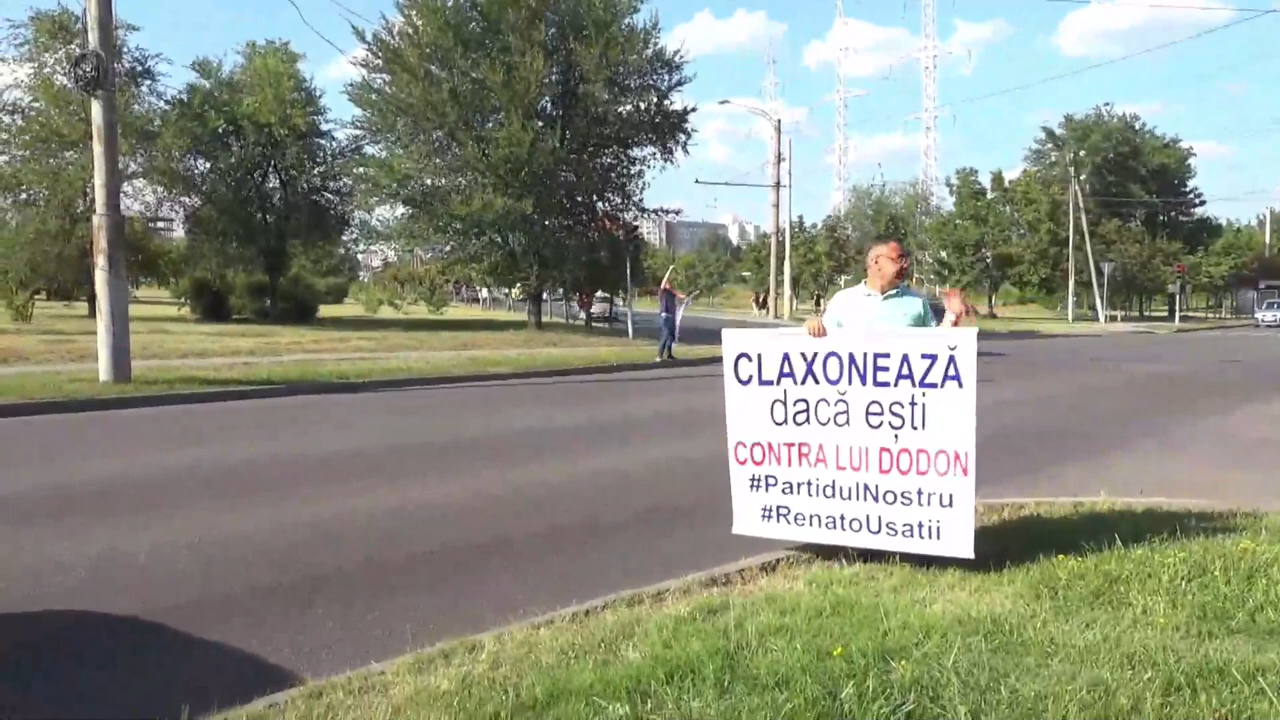 CLAXONEAZĂ
dacă ești
CONTRA LUI DODON
#PartidulNostru
#RenatoUsatii